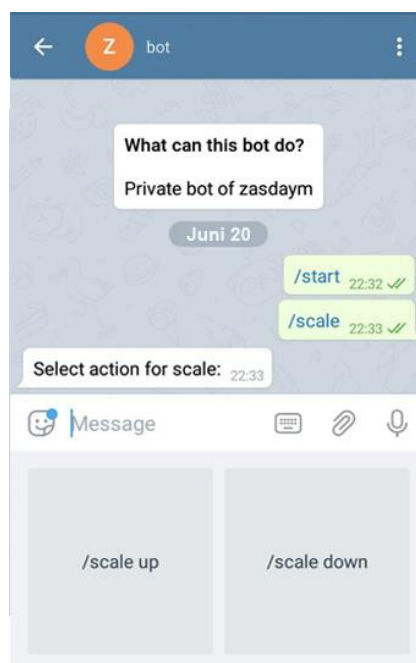 Z bot
What can this bot do?
Private bot of zasdaym
Juni 20
/start 22:32
/scale 22:33
Select action for scale: 22:33
Message
/scale up /scale down